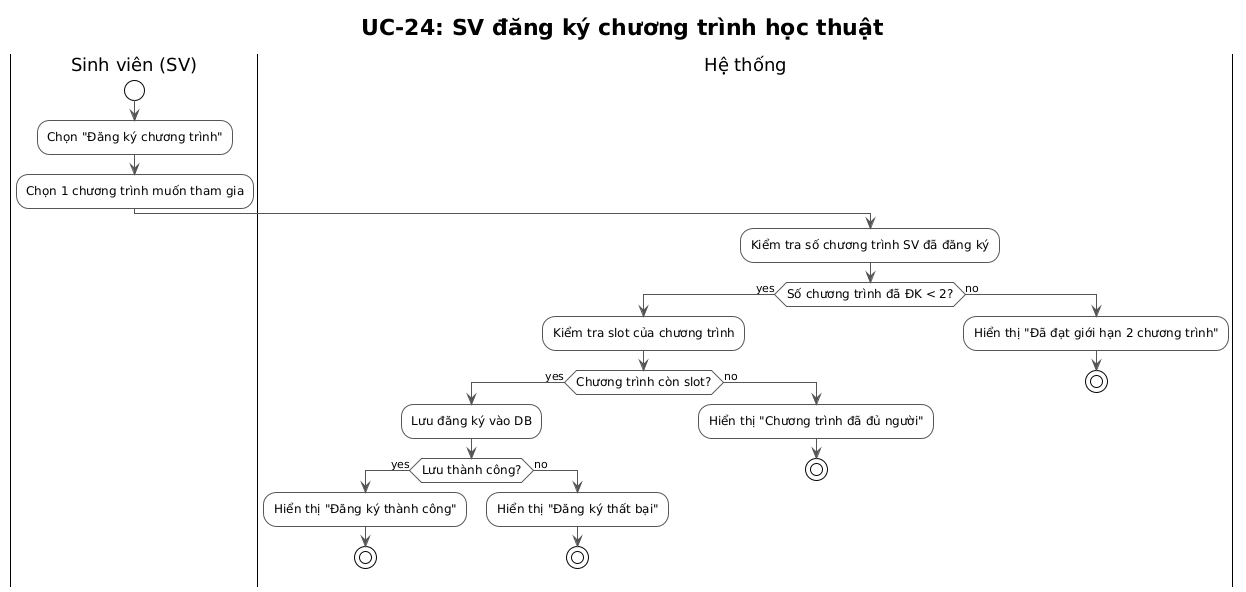 UC-24: SV đăng ký chương trình học thuật
Sinh viên (SV)
Hệ thống
Chọn "Đăng ký chương trình"
Chọn 1 chương trình muốn tham gia
Kiểm tra số chương trình SV đã đăng ký
yes
Số chương trình đã ĐK < 2?
no
Kiểm tra slot của chương trình
Hiển thị "Đã đạt giới hạn 2 chương trình"
yes
Chương trình còn slot?
no
Lưu đăng ký vào DB
Hiển thị "Chương trình đã đủ người"
yes
Lưu thành công?
no
Hiển thị "Đăng ký thành công"
Hiển thị "Đăng ký thất bại"